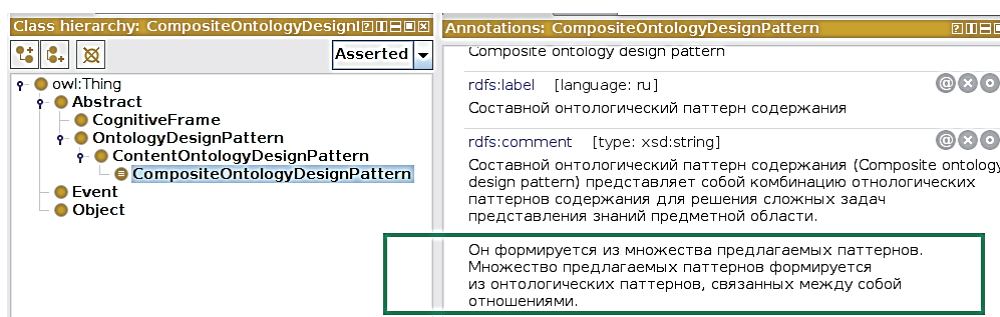 Class hierarchy: CompositeOntologyDesignI
Annotations: CompositeOntologyDesignPattern
Asserted
owl:Thing
Abstract
CognitiveFrame
OntologyDesignPattern
ContentOntologyDesignPattern
CompositeOntologyDesignPattern
Event
Object
Composite ontology design pattern
rdfs:label [language: ru]
Составной онтологический паттерн содержания
rdfs:comment [type: xsd:string]
Составной онтологический паттерн содержания (Composite ontology
design pattern) представляет собой комбинацию отнологических
паттернов содержания для решения сложных задач
представления знаний предметной области.
Он формируется из множества предлагаемых паттернов.
Множество предлагаемых паттернов формируется
из онтологических паттернов, связанных между собой
отношениями.